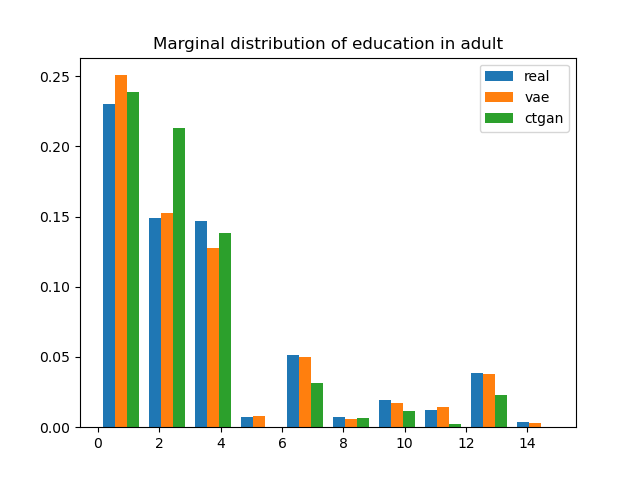 Marginal distribution of education in adult
real
vae
ctgan
0.25
0.20
0.15
0.10
0.05
0.00
0 2 4 6 8 10 12 14